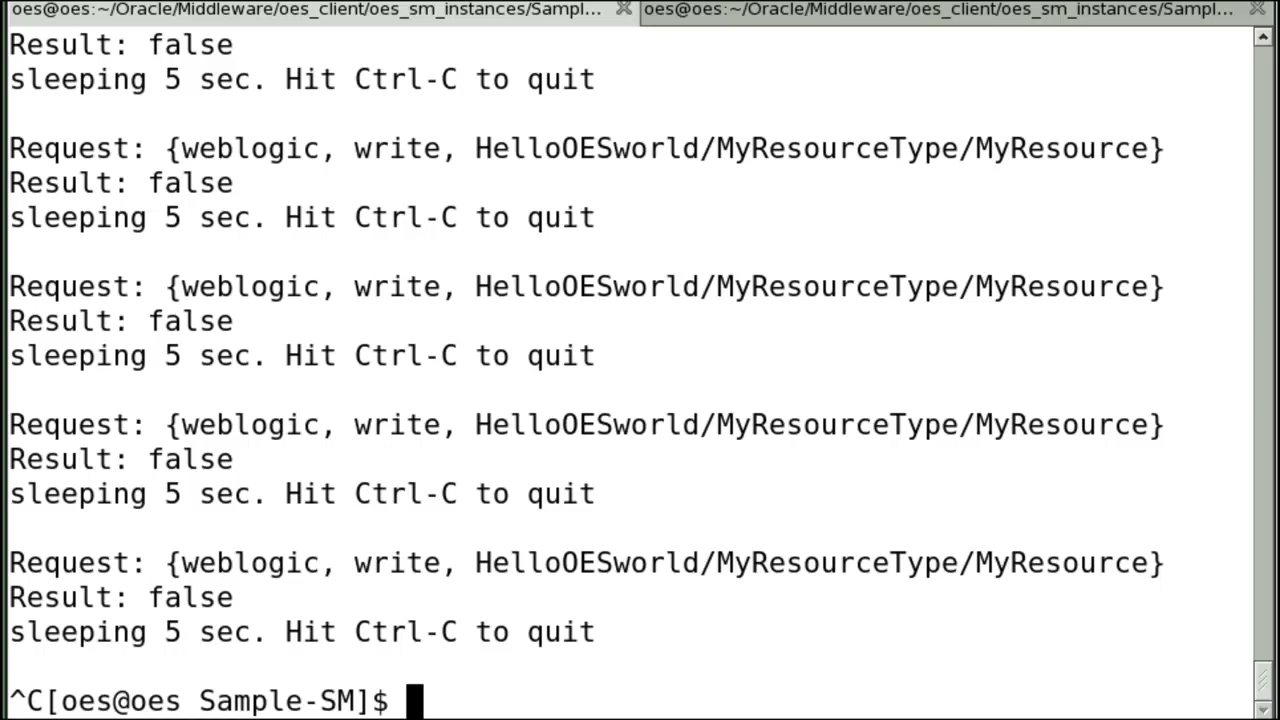 oes@oes:~/Oracle/Middleware/oes_client/oes_sm_instances/Sampl...
oes@oes:~/Oracle/Middleware/oes_client/oes_sm_instances/Sampl...
Result: false
sleeping 5 sec. Hit Ctrl-C to quit
Request: {weblogic, write, HelloOESworld/MyResourceType/MyResource}
Result: false
sleeping 5 sec. Hit Ctrl-C to quit
Request: {weblogic, write, HelloOESworld/MyResourceType/MyResource}
Result: false
sleeping 5 sec. Hit Ctrl-C to quit
Request: {weblogic, write, HelloOESworld/MyResourceType/MyResource}
Result: false
sleeping 5 sec. Hit Ctrl-C to quit
Request: {weblogic, write, HelloOESworld/MyResourceType/MyResource}
Result: false
sleeping 5 sec. Hit Ctrl-C to quit
^C[oes@oes Sample-SM]$